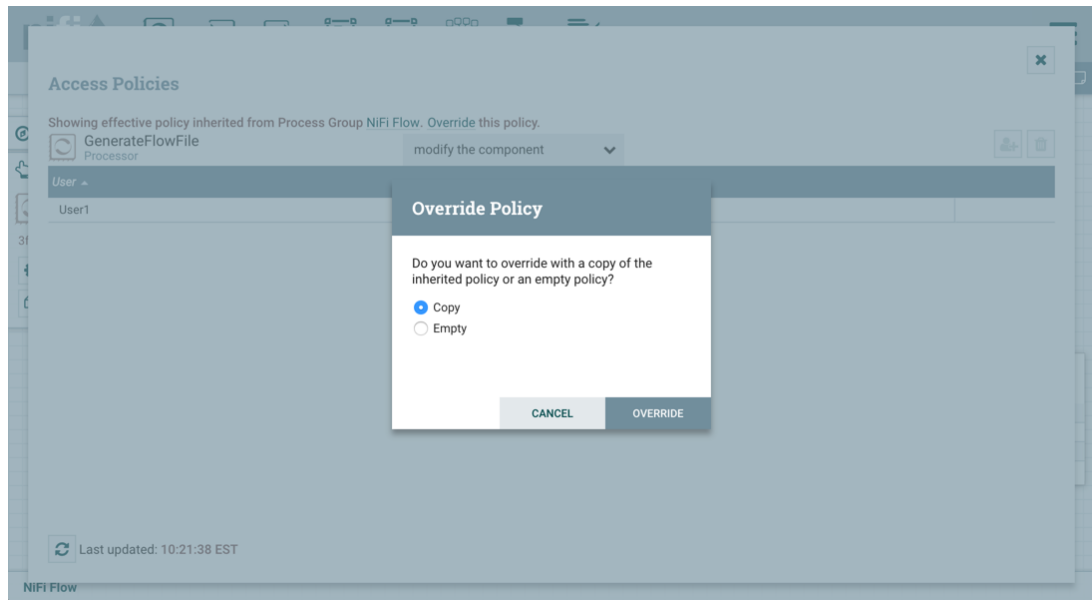 nifi
Access Policies
Showing effective policy inherited from Process Group NiFi Flow. Override this policy.
GenerateFlowFile
Processor
modify the component
User
User1
Override Policy
Do you want to override with a copy of the
inherited policy or an empty policy?
Copy
Empty
CANCEL
OVERRIDE
Last updated: 10:21:38 EST
NiFi Flow